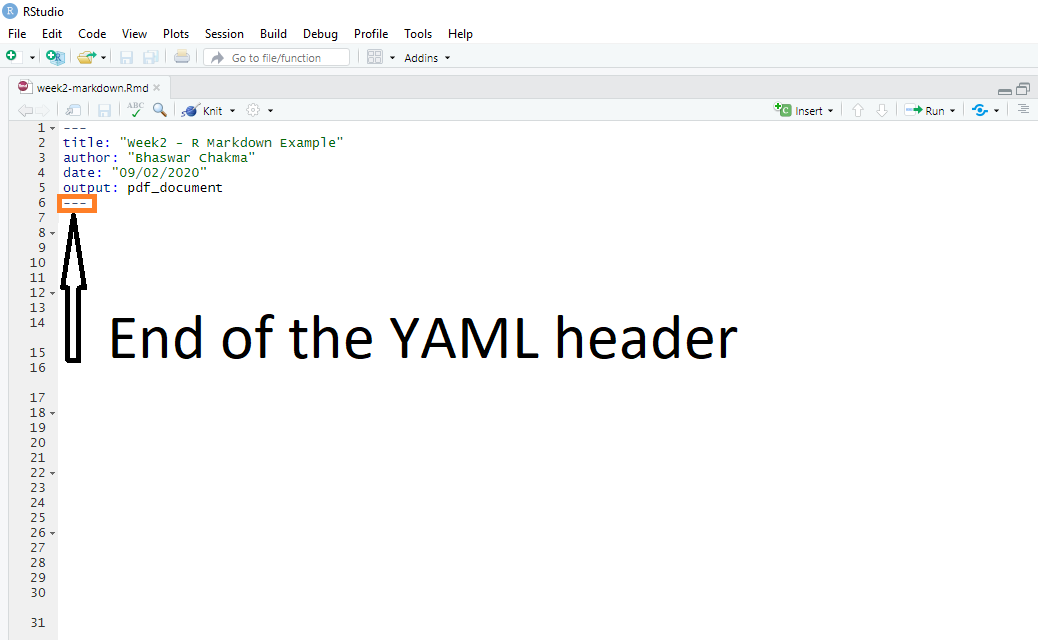 RStudio
File Edit Code View Plots Session Build Debug Profile Tools Help
Go to file/function Addins
week2-markdown.Rmd
ABC Knit Insert Run
1 ---
2 title: "Week2 - R Markdown Example"
3 author: "Bhaswar Chakma"
4 date: "09/02/2020"
5 output: pdf_document
6 ---
7
8
9
10
11
12
13
14
15
16
17
18
19
20
21
22
23
24
25
26
27
28
29
30
31
End of the YAML header